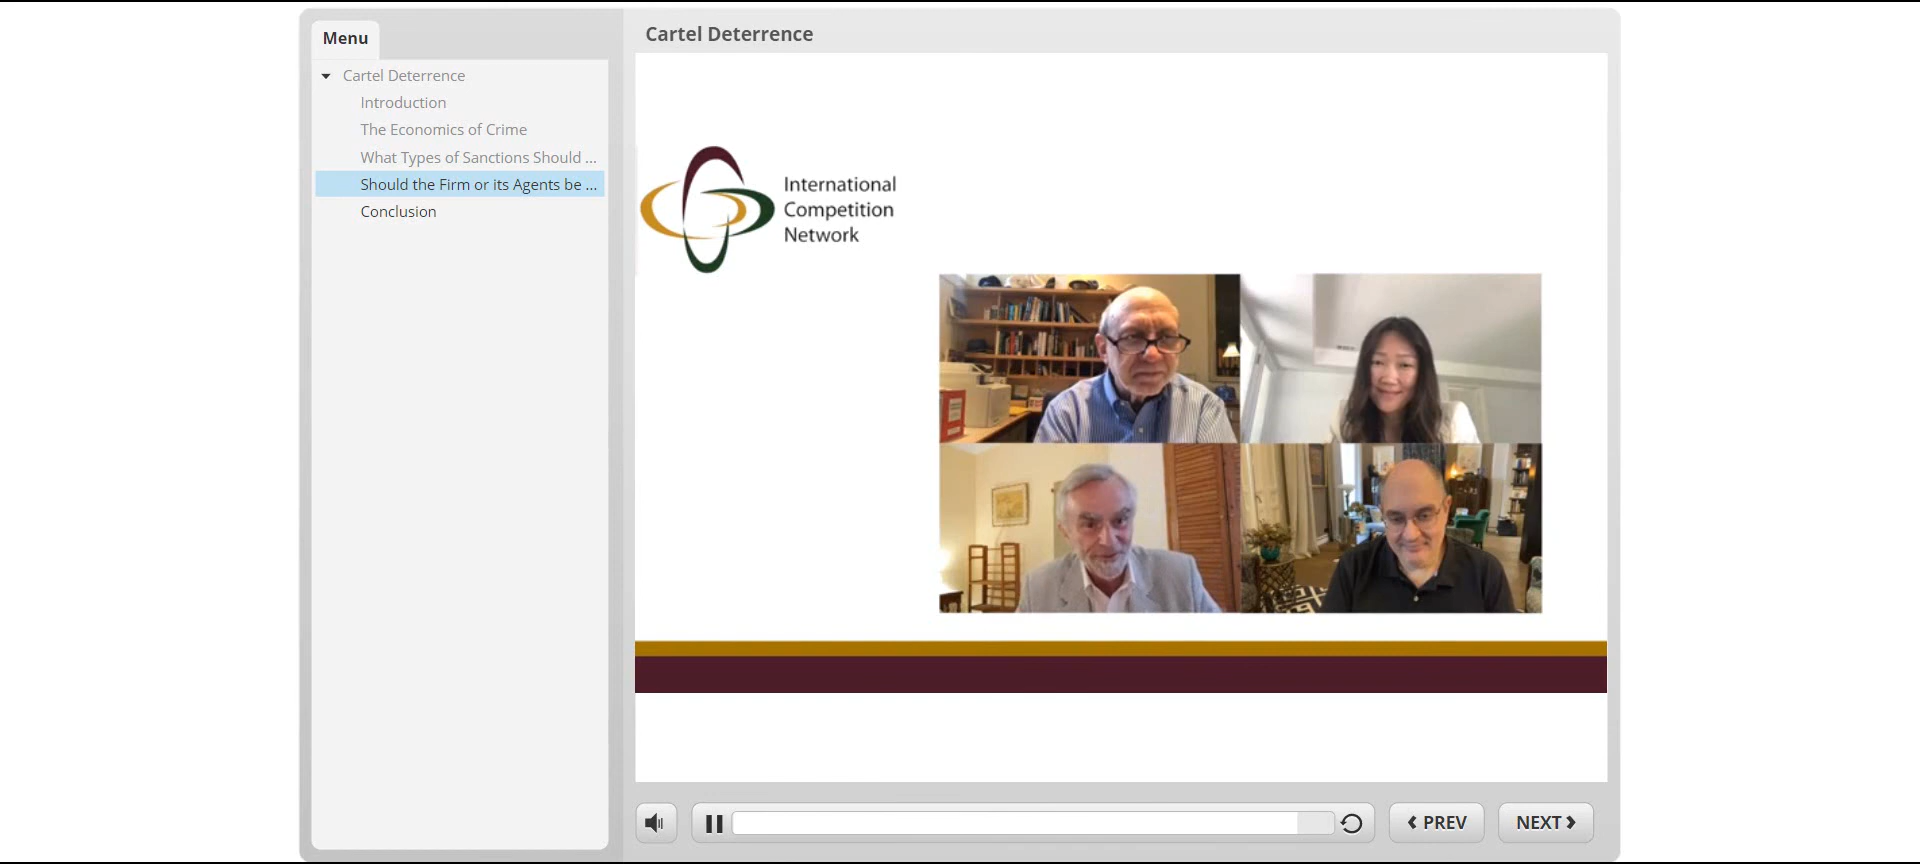 Menu
Cartel Deterrence
Introduction
The Economics of Crime
What Types of Sanctions Should ...
Should the Firm or its Agents be ...
Conclusion
Cartel Deterrence
International
Competition
Network
PREV
NEXT